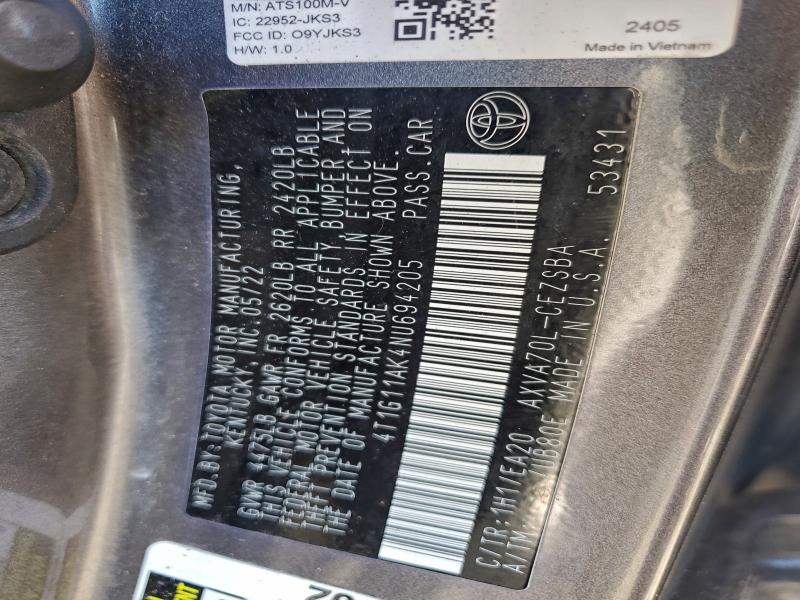 M/N: ATS100M-V
IC: 22952-JKS3
FCC ID: O9YJKS3
H/W: 1.0
2405
Made in Vietnam
MFD.BY:TOYOTA MOTOR MANUFACTURING,
KENTUCKY, INC. 05/22
GVWR 4475LB GAWR FR 2620LB RR 2420LB
THIS VEHICLE CONFORMS TO ALL APPLICABLE
FEDERAL MOTOR VEHICLE SAFETY, BUMPER AND
THEFT PREVENTION STANDARDS IN EFFECT ON
THE DATE OF MANUFACTURE SHOWN ABOVE.
4T1G11AK4NU694205 PASS.CAR
C/TR:1H1/EA20 AXVA70L-CEZSBA
A/TM: UB80E MADE IN U.S.A. 53431